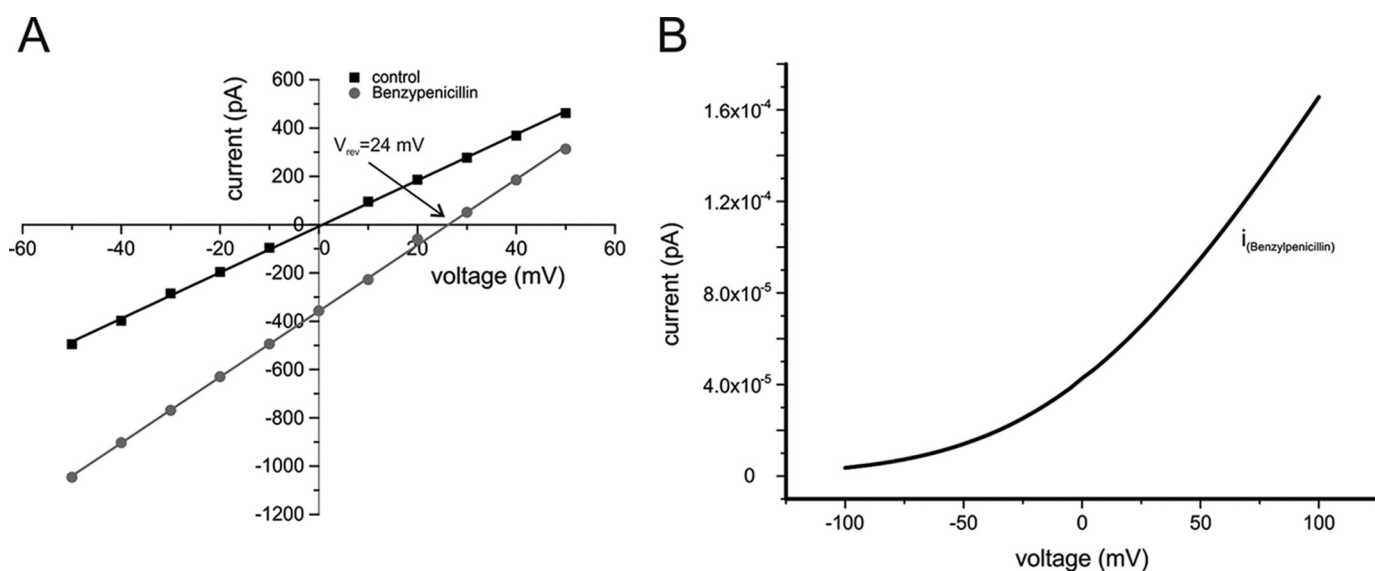 A
control
Benzypenicillin
V rev=24 mV
current (pA)
600
400
200
0
-200
-400
-600
-800
-1000
-1200
-60
-40
-20
0
20
40
60
voltage (mV)
B
1.6x10-4
1.2x10-4
8.0x10-5
4.0x10-5
0
current (pA)
i(Benzylpenicillin)
-100
-50
0
50
100
voltage (mV)